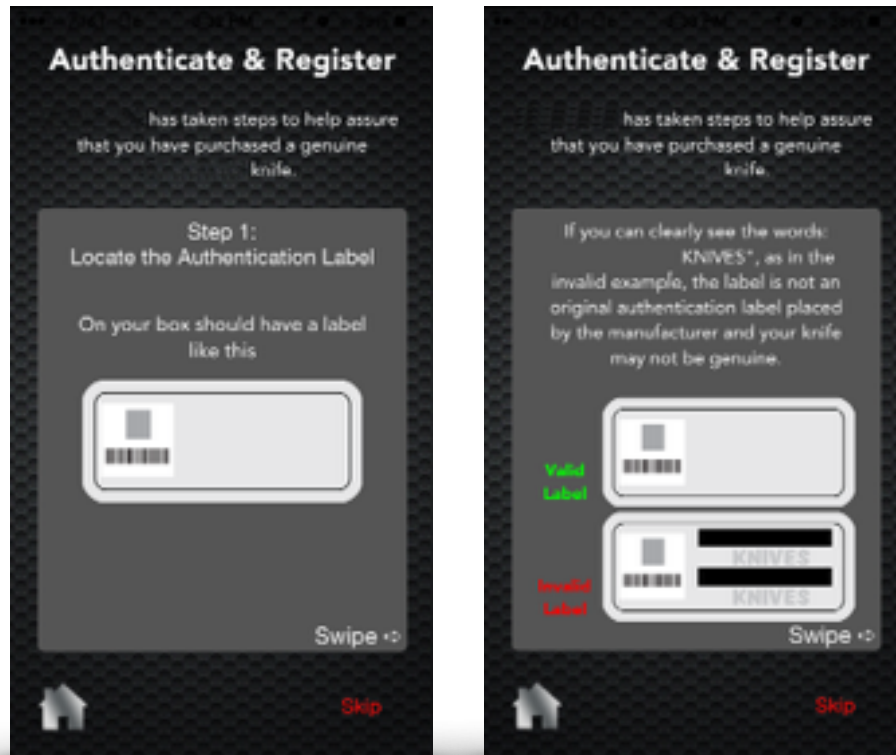 Authenticate & Register
has taken steps to help assure
that you have purchased a genuine
knife.
Step 1:
Locate the Authentication Label
On your box should have a label
like this
Swipe ➪
Skip
Authenticate & Register
has taken steps to help assure
that you have purchased a genuine
knife.
If you can clearly see the words:
KNIVES", as in the
invalid example, the label is not an
original authentication label placed
by the manufacturer and your knife
may not be genuine.
Valid
Label
KNIVES
KNIVES
Invalid
Label
Swipe ➪
Skip